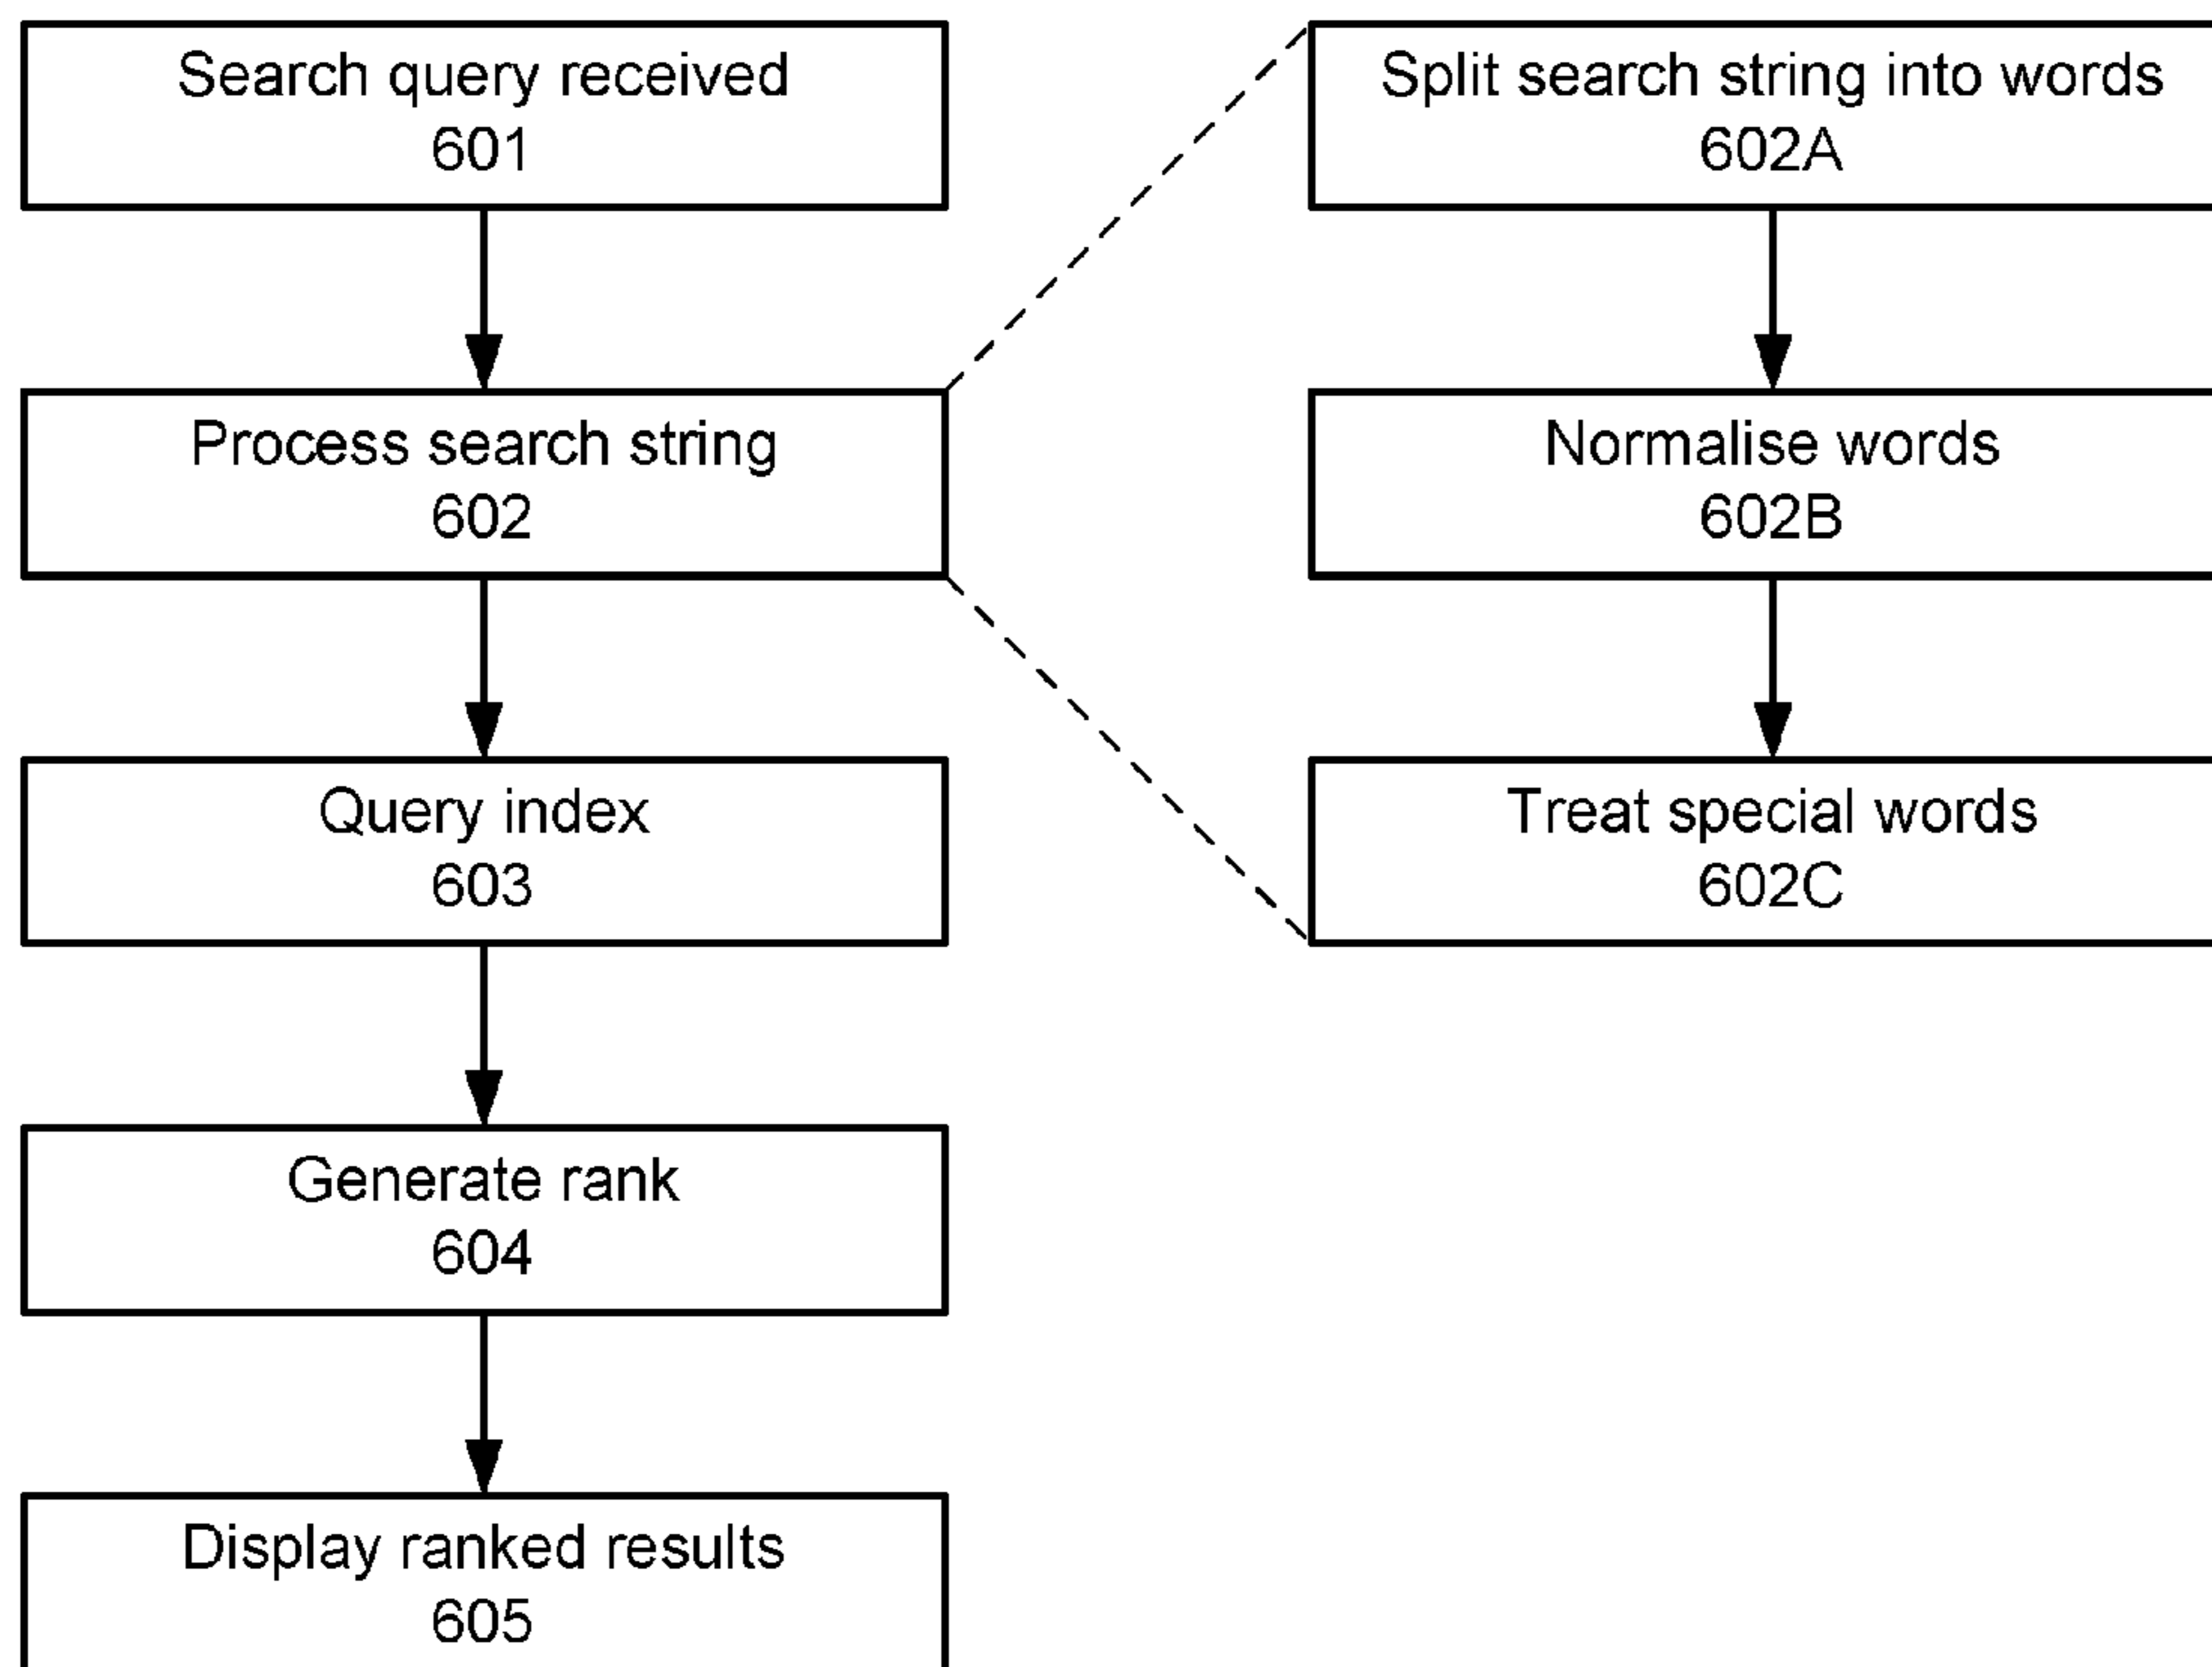 Search query received
601
Process search string
602
Query index
603
Generate rank
604
Display ranked results
605
Split search string into words
602A
Normalise words
602B
Treat special words
602C